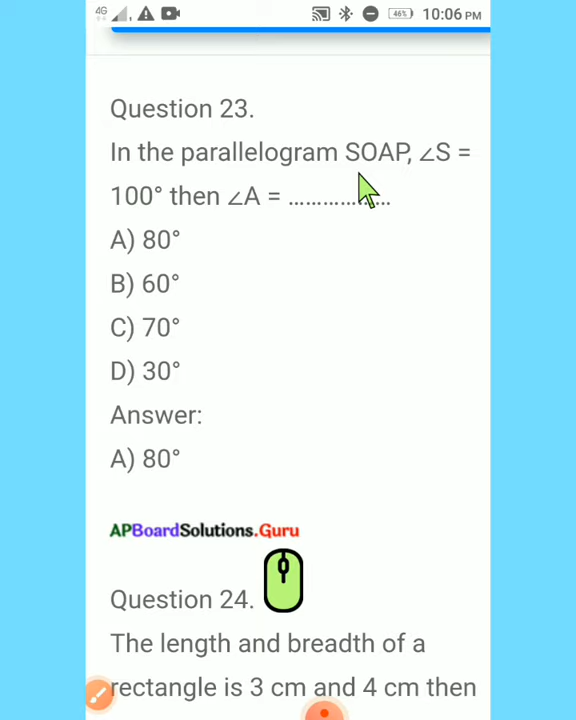 4G 46% 10:06 PM
Question 23.
In the parallelogram SOAP, ∠S =
100° then ∠A = ....................
A) 80°
B) 60°
C) 70°
D) 30°
Answer:
A) 80°
APBoardSolutions.Guru
Question 24.
The length and breadth of a
rectangle is 3 cm and 4 cm then